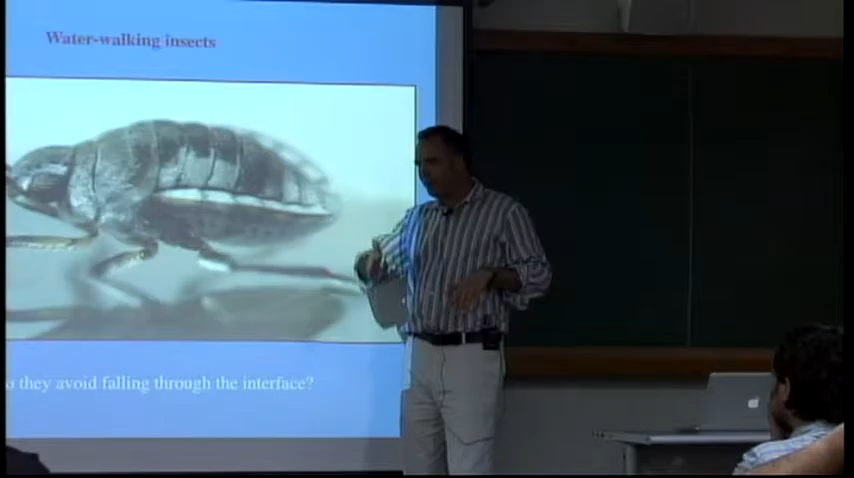 Water-walking insects
o they avoid falling through the interface?